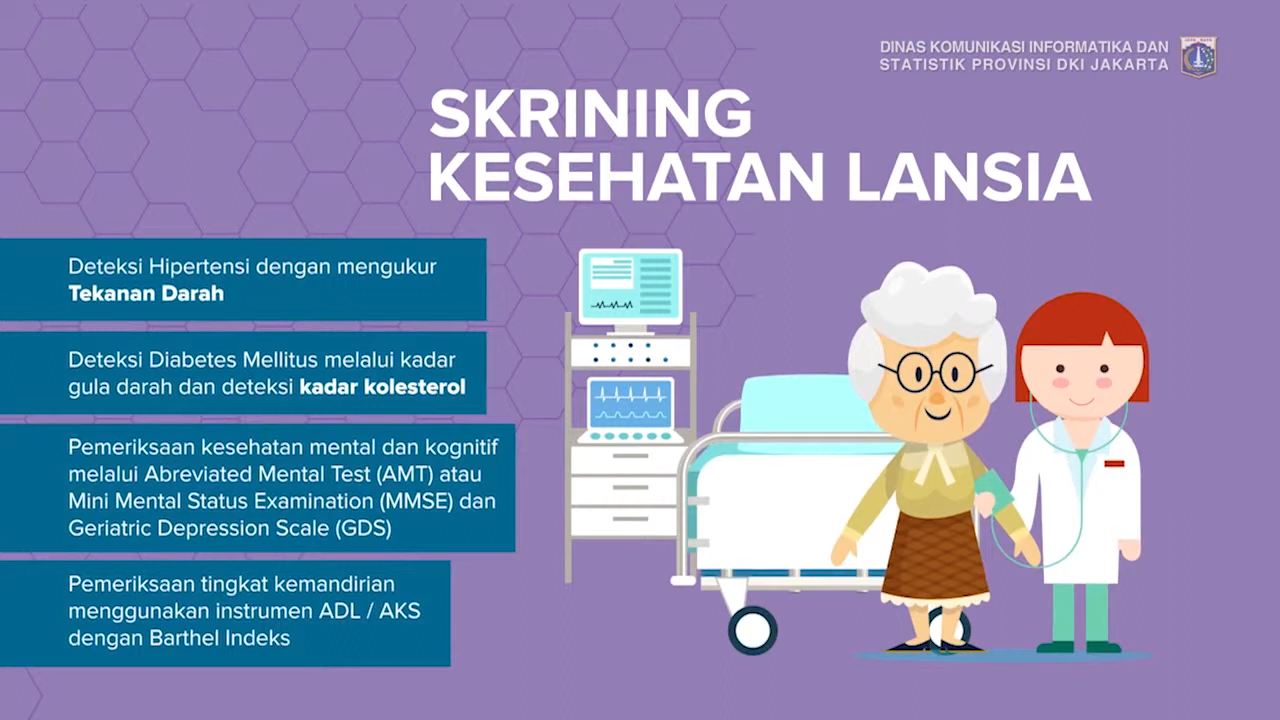 DINAS KOMUNIKASI INFORMATIKA DAN
STATISTIK PROVINSI DKI JAKARTA
SKRINING
KESEHATAN LANSIA
Deteksi Hipertensi dengan mengukur
Tekanan Darah
Deteksi Diabetes Mellitus melalui kadar
gula darah dan deteksi kadar kolesterol
Pemeriksaan kesehatan mental dan kognitif
melalui Abreviated Mental Test (AMT) atau
Mini Mental Status Examination (MMSE) dan
Geriatric Depression Scale (GDS)
Pemeriksaan tingkat kemandirian
menggunakan instrumen ADL / AKS
dengan Barthel Indeks